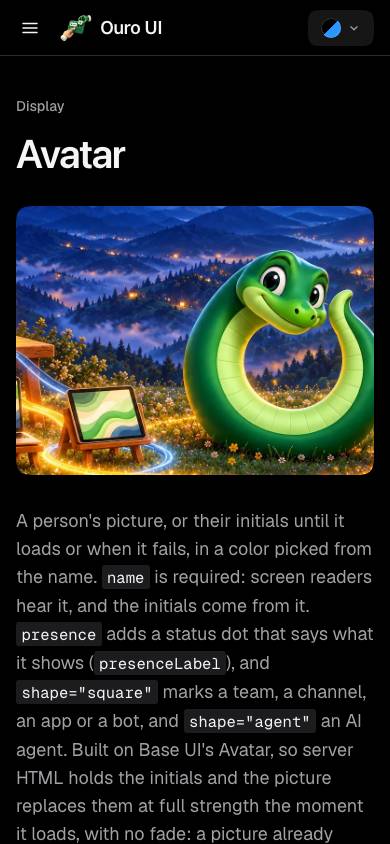 Ouro UI
Display
Avatar
A person's picture, or their initials until it
loads or when it fails, in a color picked from
the name. name is required: screen readers
hear it, and the initials come from it.
presence adds a status dot that says what
it shows (presenceLabel), and
shape="square" marks a team, a channel,
an app or a bot, and shape="agent" an AI
agent. Built on Base UI's Avatar, so server
HTML holds the initials and the picture
replaces them at full strength the moment
it loads, with no fade: a picture already